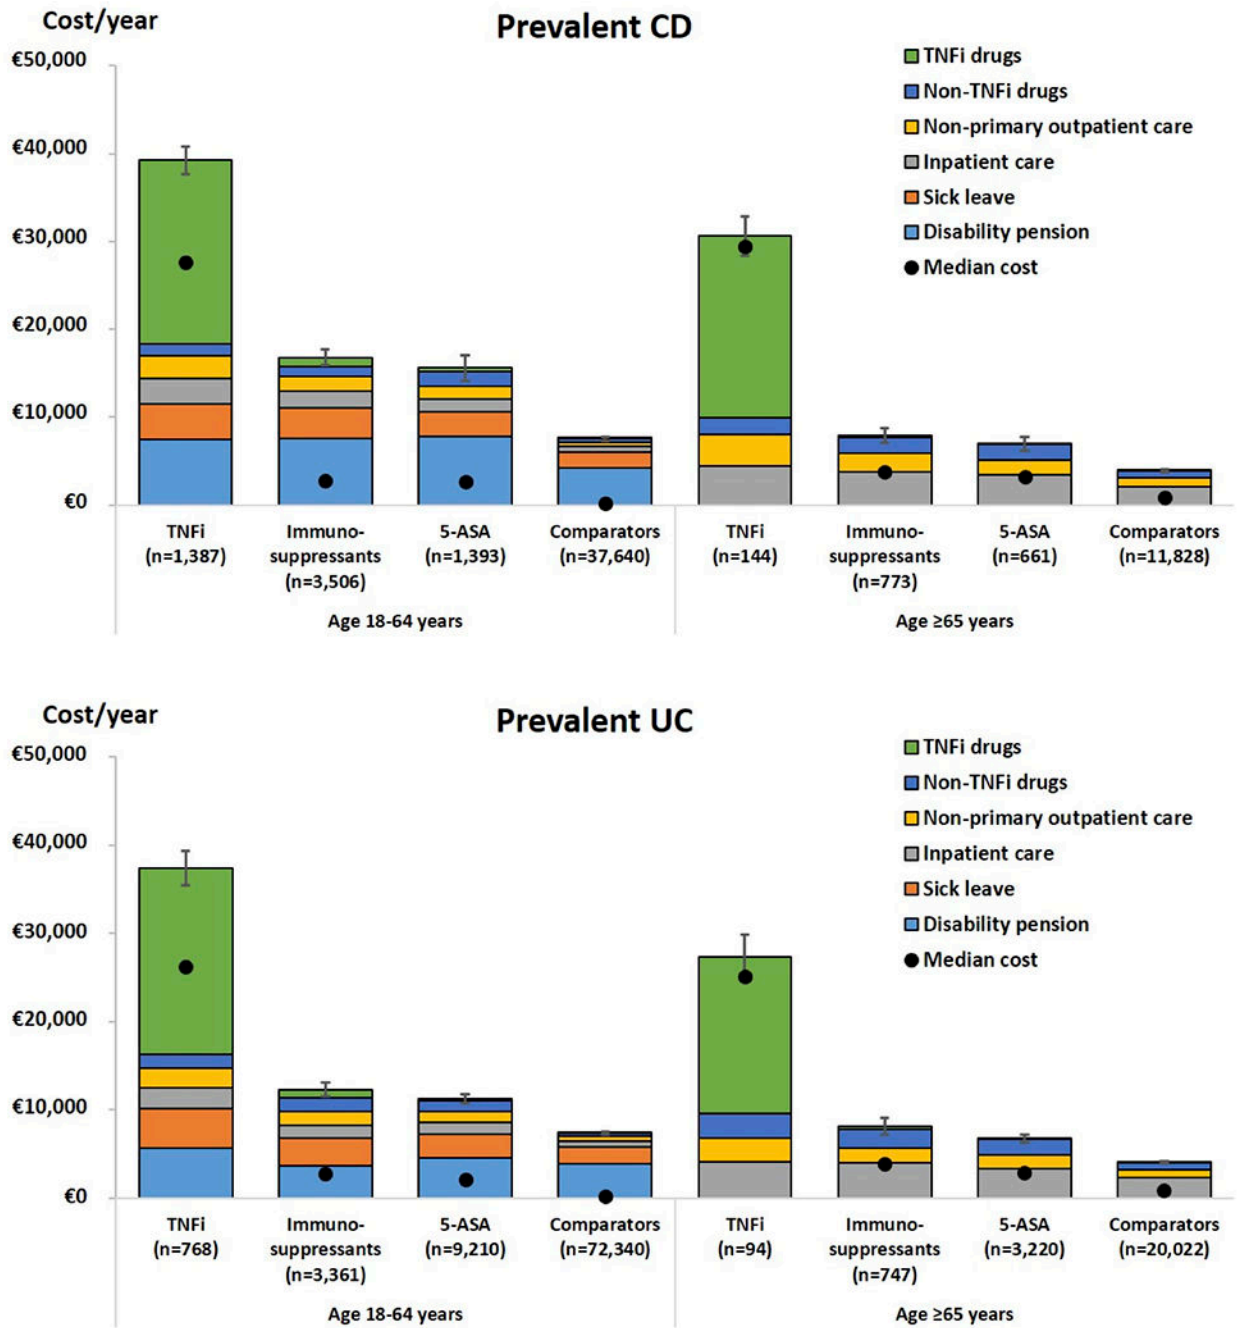 Cost/year
Prevalent CD
€50,000
€40,000
€30,000
€20,000
€10,000
€0
TNFi drugs
Non-TNFi drugs
Non-primary outpatient care
Inpatient care
Sick leave
Disability pension
Median cost
TNFi
(n=1,387)
Immuno-
suppressants
(n=3,506)
5-ASA
(n=1,393)
Comparators
(n=37,640)
TNFi
(n=144)
Immuno-
suppressants
(n=773)
5-ASA
(n=661)
Comparators
(n=11,828)
Age 18-64 years
Age ≥65 years
Cost/year
Prevalent UC
€50,000
€40,000
€30,000
€20,000
€10,000
€0
TNFi drugs
Non-TNFi drugs
Non-primary outpatient care
Inpatient care
Sick leave
Disability pension
Median cost
TNFi
(n=768)
Immuno-
suppressants
(n=3,361)
5-ASA
(n=9,210)
Comparators
(n=72,340)
TNFi
(n=94)
Immuno-
suppressants
(n=747)
5-ASA
(n=3,220)
Comparators
(n=20,022)
Age 18-64 years
Age ≥65 years